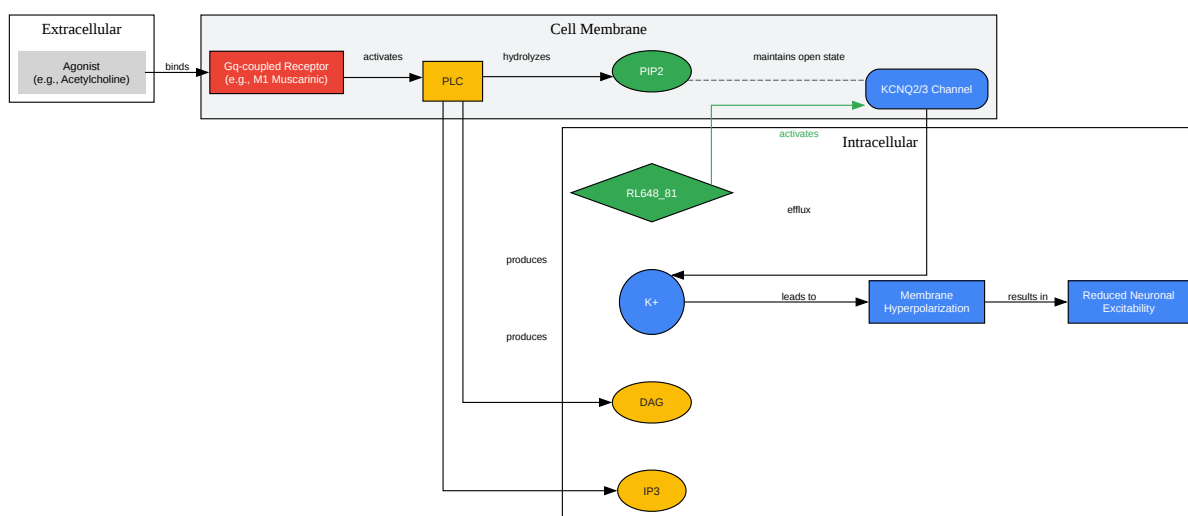 Extracellular
Cell Membrane
Agonist
(e.g., Acetylcholine)
binds
Gq-coupled Receptor
(e.g., M1 Muscarinic)
activates
PLC
hydrolyzes
PIP2
maintains open state
KCNQ2/3 Channel
activates
Intracellular
RL648_81
efflux
produces
K+
leads to
Membrane
Hyperpolarization
results in
Reduced Neuronal
Excitability
produces
DAG
IP3